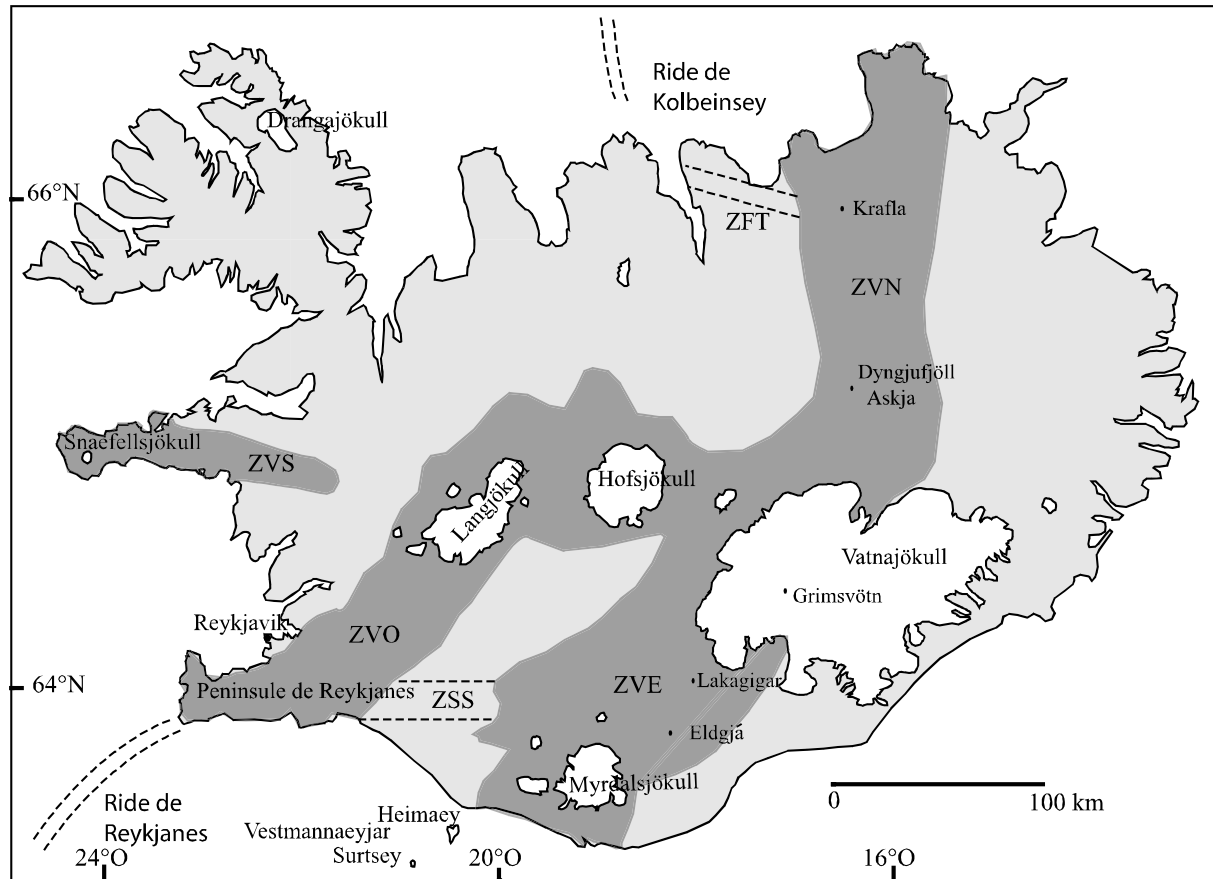 Ride de
Kolbeinsey
Drangajökull
66°N
Krafla
ZFT
ZVN
Dyngjufjöll
Askja
Snaefellsjökull
ZVS
Hofsjökull
Langjökull
Vatnajökull
Grimsvötn
Reykjavik
ZVO
64°N
Peninsule de Reykjanes
ZSS
ZVE
Lakagigar
Eldgjá
Myrdalsjökull
0
100 km
Ride de
Reykjanes
Heimaey
Vestmannaeyjar
Surtsey
24°O
20°O
16°O